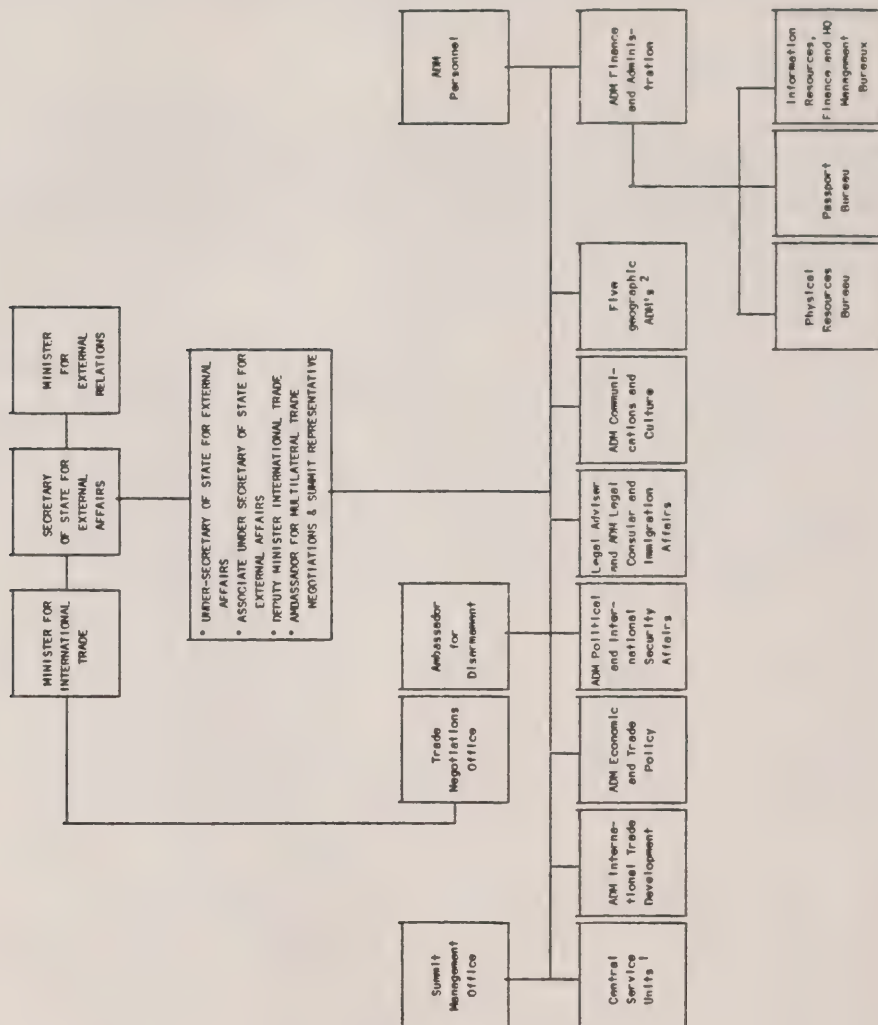 MINISTER FOR
INTERNATIONAL
TRADE
SECRETARY
OF STATE FOR
EXTERNAL
AFFAIRS
MINISTER
FOR
EXTERNAL
RELATIONS
• UNDER-SECRETARY OF STATE FOR EXTERNAL
AFFAIRS
• ASSOCIATE UNDER SECRETARY OF STATE FOR
EXTERNAL AFFAIRS
• DEPUTY MINISTER INTERNATIONAL TRADE
• AMBASSADOR FOR MULTILATERAL TRADE
NEGOTIATIONS & SUMMIT REPRESENTATIVE
Summit
Management
Office
Trade
Negotiations
Office
Ambassador
for
Disarmament
ADM
Personnel
Central
Service
Units 1
ADM Interna-
tional Trade
Development
ADM Economic
and Trade
Policy
ADM Political
and Inter-
national
Security
Affairs
Legal Adviser
and ADM Legal
Consular and
Immigration
Affairs
ADM Communi-
cations and
Culture
Five
geographic
ADM's 2
ADM Finance
and Adminis-
tration
Physical
Resources
Bureau
Passport
Bureau
Information
Resources,
Finance and HQ
Management
Bureaux